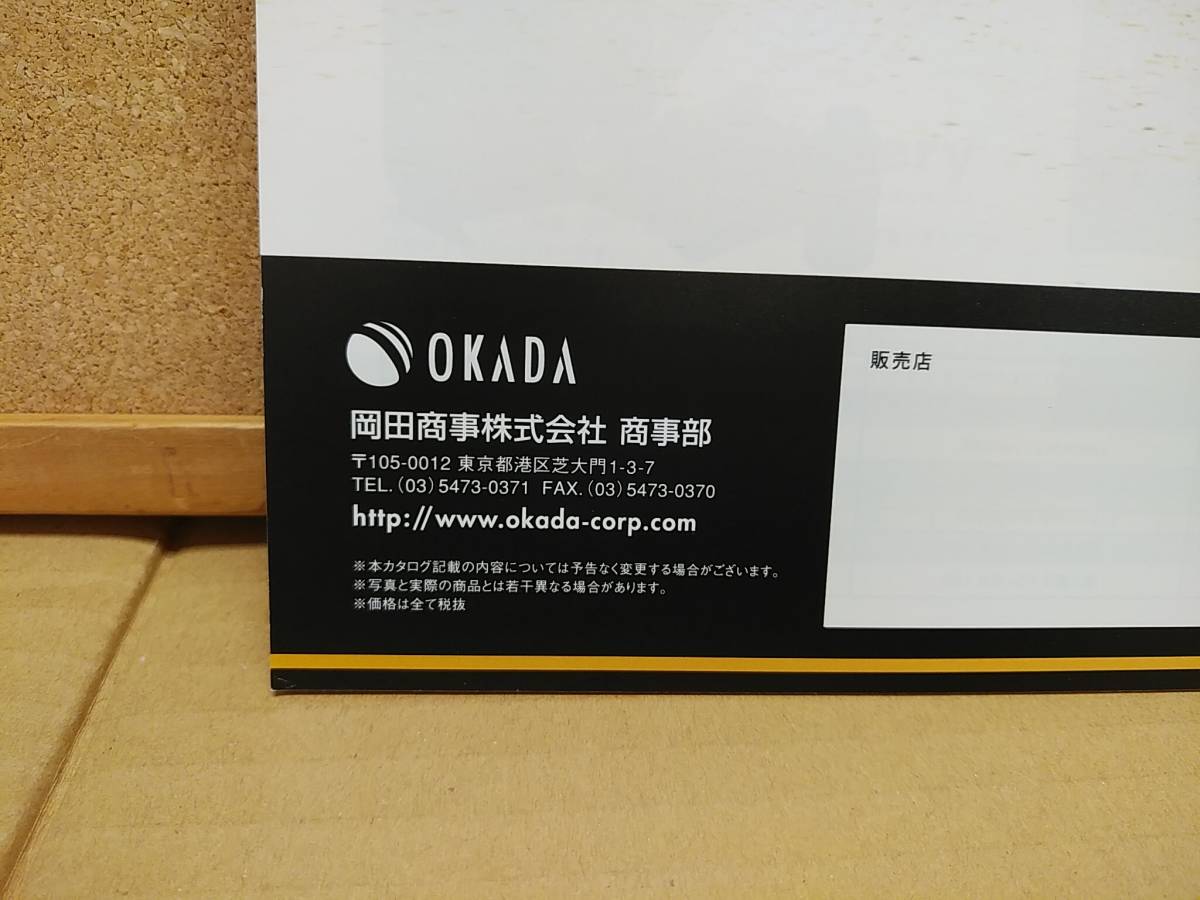 OKADA
岡田商事株式会社 商事部
〒105-0012 東京都港区芝大門1-3-7
TEL.(03)5473-0371 FAX.(03)5473-0370
http://www.okada-corp.com
※本カタログ記載の内容については予告なく変更する場合がございます。
※写真と実際の商品とは若干異なる場合があります。
※価格は全て税抜
販売店